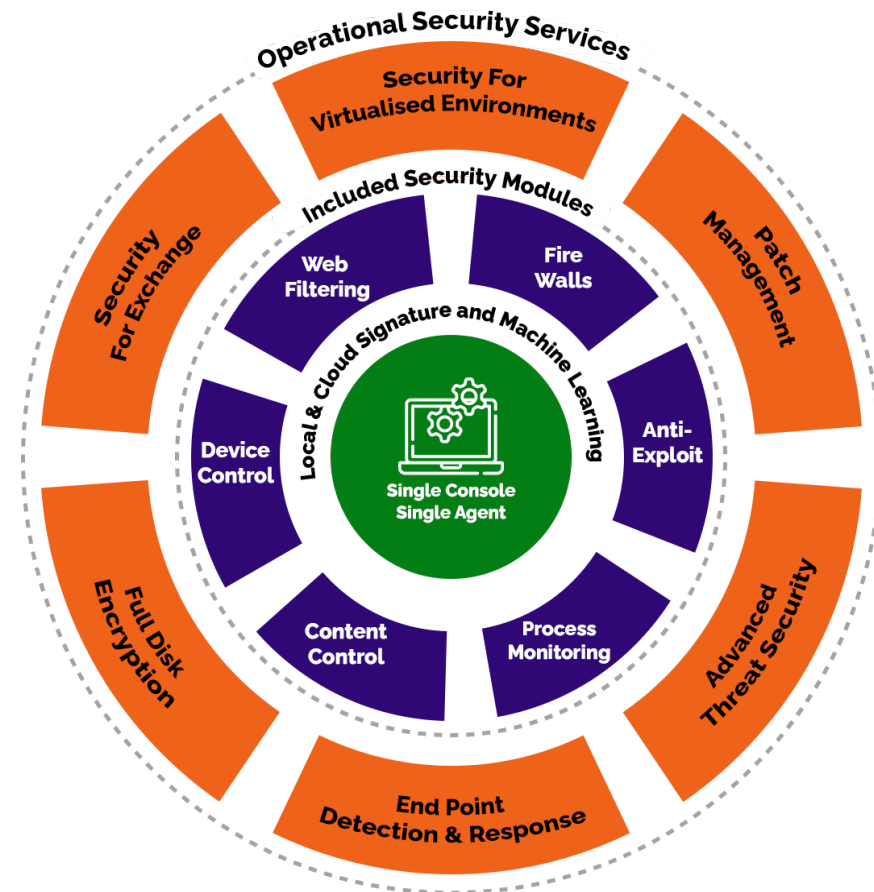 Operational Security Services
Security For
Virtualised Environments
Patch
Management
Advanced
Threat Security
End Point
Detection & Response
Full Disk
Encryption
Security
For Exchange
Included Security Modules
Web
Filtering
Fire
Walls
Anti-
Exploit
Process
Monitoring
Content
Control
Device
Control
Local & Cloud Signature and Machine Learning
Single Console
Single Agent